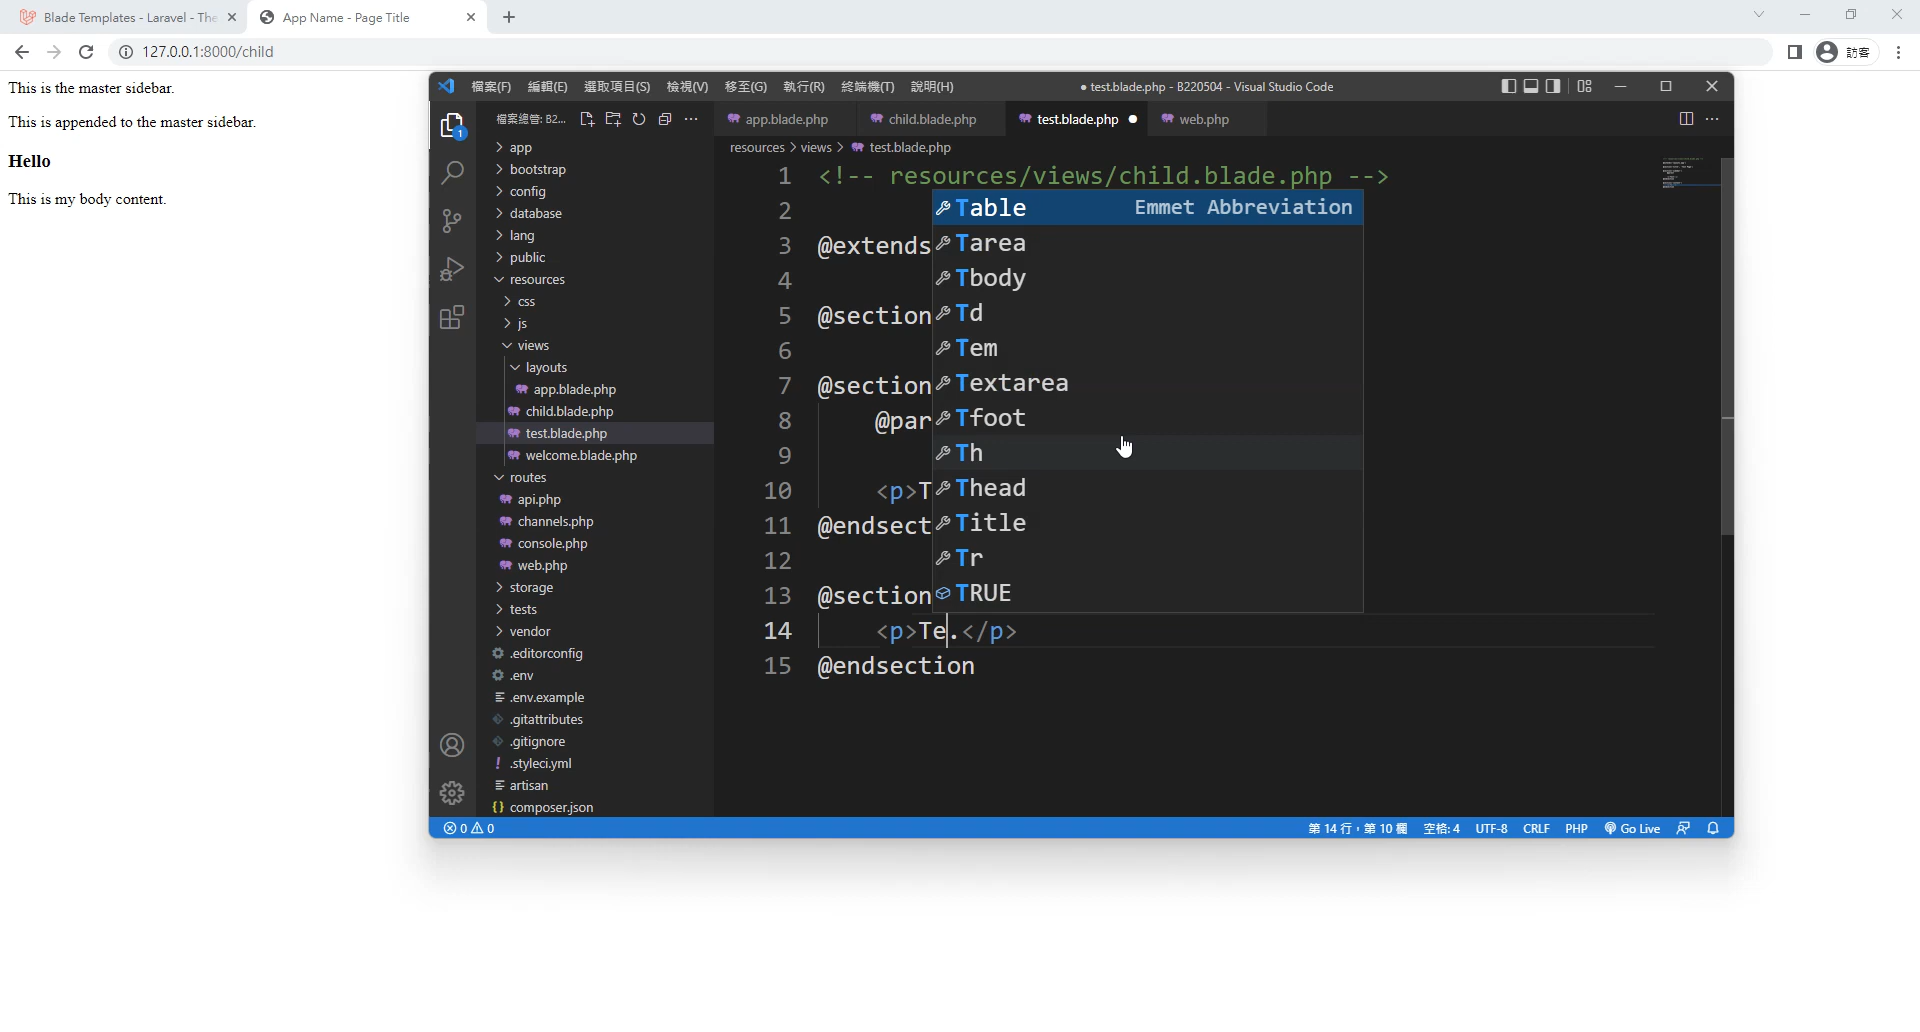 Blade Templates - Laravel - The
App Name - Page Title
127.0.0.1:8000/child
訪客
This is the master sidebar.
This is appended to the master sidebar.
Hello
This is my body content.
檔案(F) 編輯(E) 選取項目(S) 檢視(V) 移至(G) 執行(R) 終端機(T) 說明(H)
● test.blade.php - B220504 - Visual Studio Code
1
檔案總管: B2...
app
bootstrap
config
database
lang
public
resources
css
js
views
layouts
app.blade.php
child.blade.php
test.blade.php
welcome.blade.php
routes
api.php
channels.php
console.php
web.php
storage
tests
vendor
.editorconfig
.env
.env.example
.gitattributes
.gitignore
.styleci.yml
artisan
composer.json
app.blade.php child.blade.php test.blade.php ● web.php
resources > views > test.blade.php
1 <!-- resources/views/child.blade.php -->
2
3 @extends
4
5 @section
6
7 @section
8 @par
9
10 <p>T
11 @endsect
12
13 @section
14 <p>Te.</p>
15 @endsection
Table Emmet Abbreviation
Tarea
Tbody
Td
Tem
Textarea
Tfoot
Th
Thead
Title
Tr
TRUE
0 0
第 14 行，第 10 欄 空格: 4 UTF-8 CRLF PHP Go Live